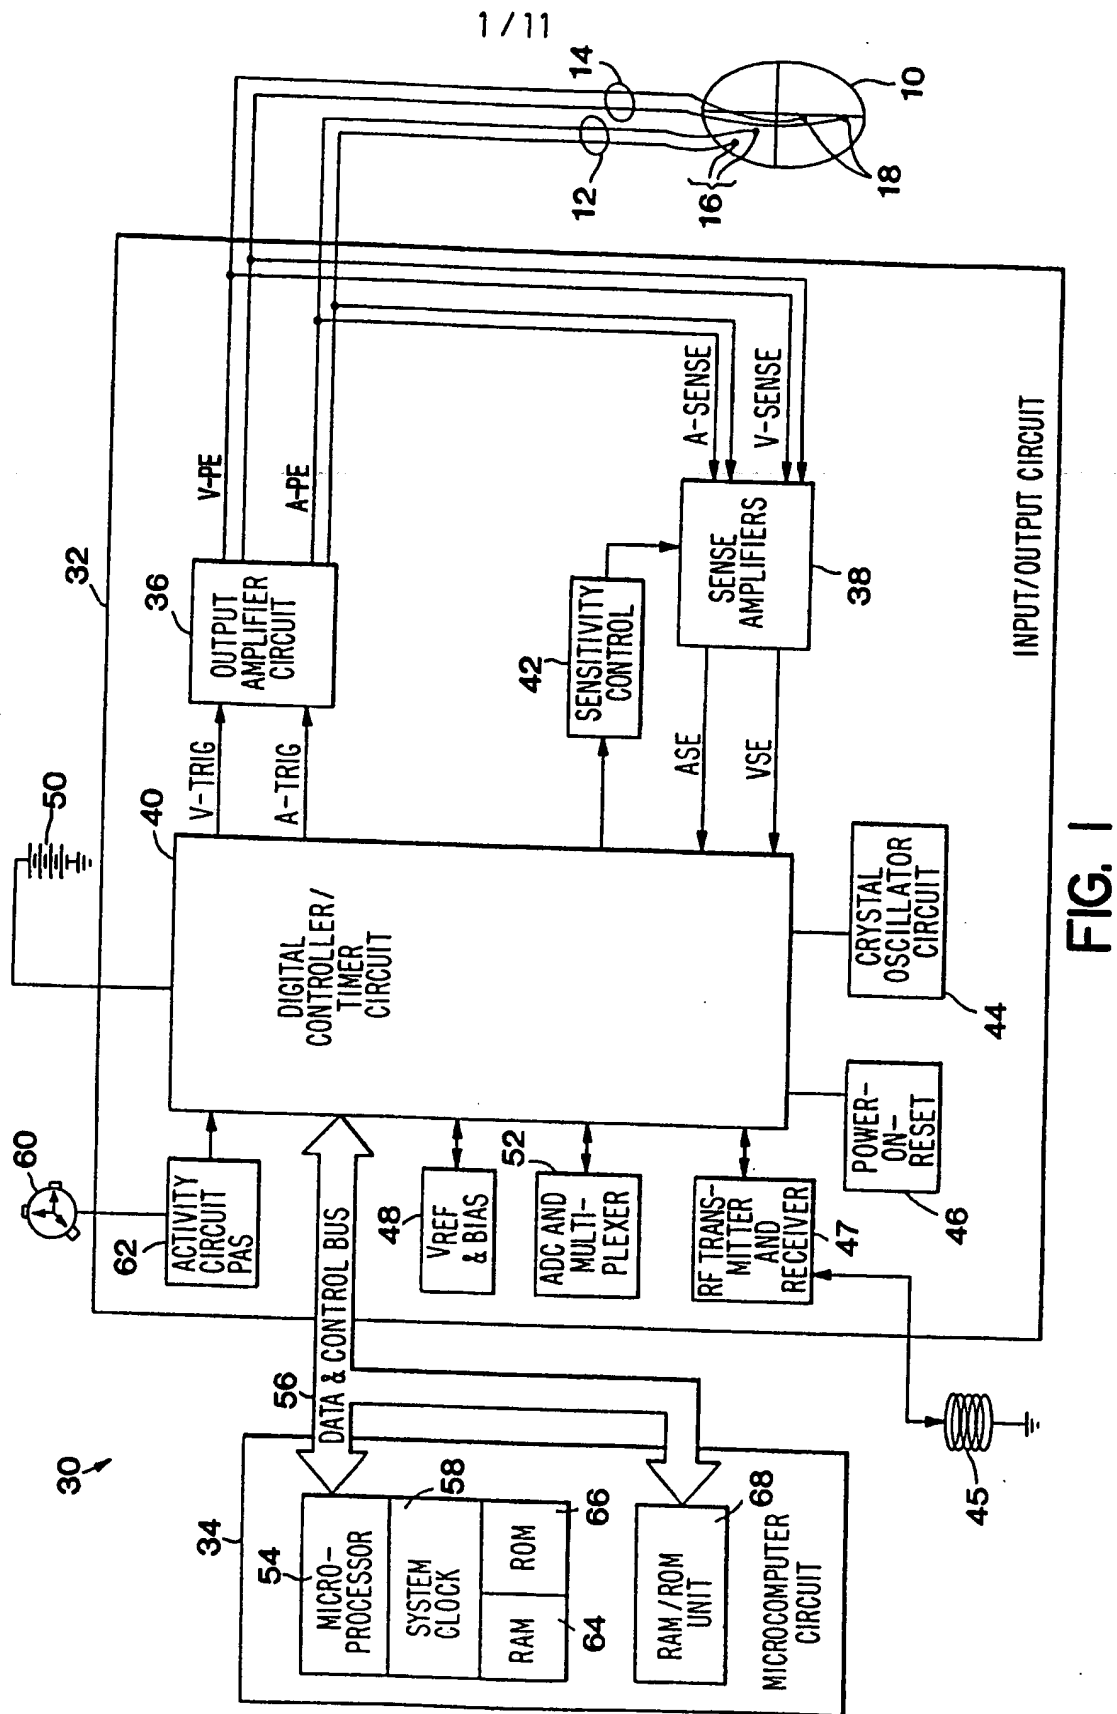 1/11
30
34
54
MICRO-
PROCESSOR
58
SYSTEM
CLOCK
RAM
ROM
64
66
68
RAM/ROM
UNIT
MICROCOMPUTER
CIRCUIT
56
DATA & CONTROL BUS
45
32
60
62
ACTIVITY
CIRCUIT
PAS
48
VREF
& BIAS
52
ADC AND
MULTI-
PLEXER
RF TRANS-
MITTER
AND
RECEIVER
47
POWER-
ON-
RESET
46
CRYSTAL
OSCILLATOR
CIRCUIT
44
50
40
DIGITAL
CONTROLLER/
TIMER
CIRCUIT
V-TRIG
A-TRIG
36
OUTPUT
AMPLIFIER
CIRCUIT
V-PE
A-PE
42
SENSITIVITY
CONTROL
ASE
VSE
SENSE
AMPLIFIERS
38
A-SENSE
V-SENSE
INPUT/OUTPUT CIRCUIT
14
12
16
18
10
FIG. 1